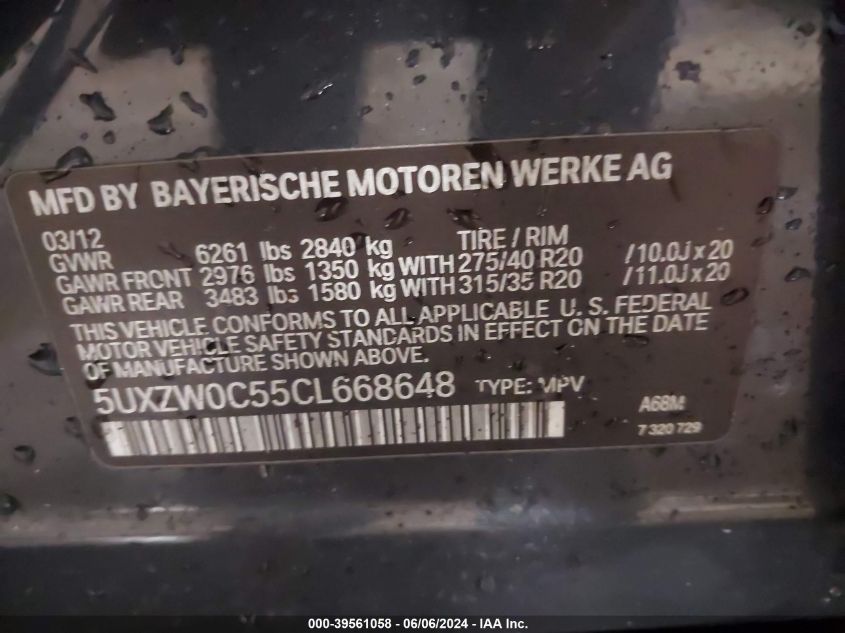 MFD BY BAYERISCHE MOTOREN WERKE AG
03/12 TIRE / RIM
GVWR 6261 lbs 2840 kg
GAWR FRONT 2976 lbs 1350 kg WITH 275/40 R20 /10.0J x 20
GAWR REAR 3483 lbs 1580 kg WITH 315/35 R20 /11.0J x 20
THIS VEHICLE CONFORMS TO ALL APPLICABLE U. S. FEDERAL
MOTOR VEHICLE SAFETY STANDARDS IN EFFECT ON THE DATE
OF MANUFACTURE SHOWN ABOVE.
5UXZW0C55CL668648 TYPE: MPV
A68M
7 320 729
000-39561058 - 06/06/2024 - IAA Inc.